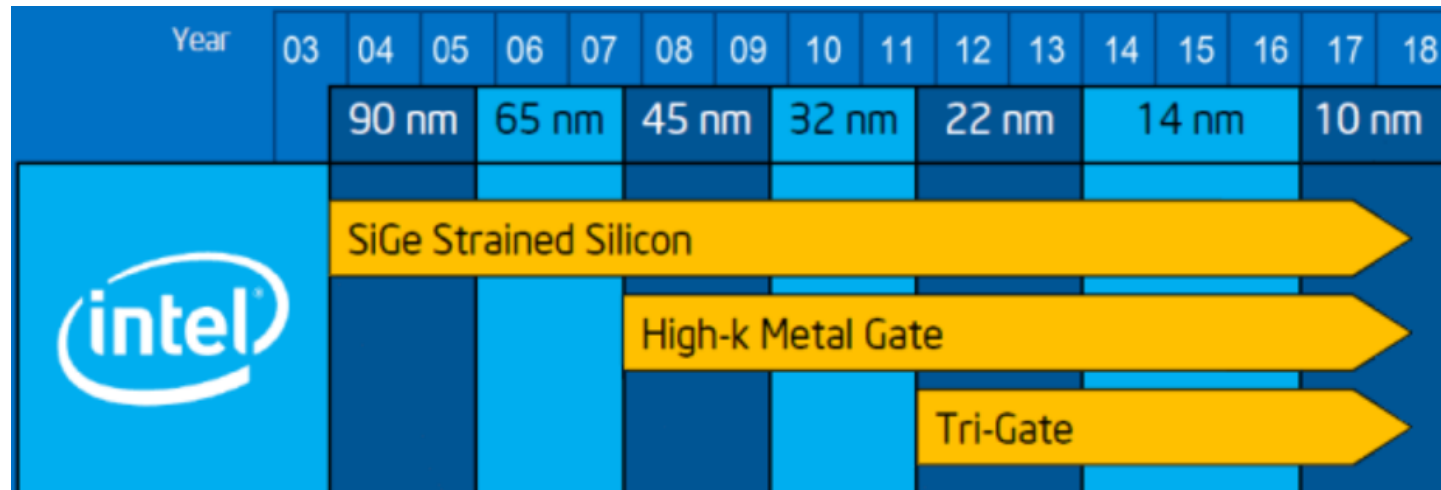 Year 03 04 05 06 07 08 09 10 11 12 13 14 15 16 17 18
90 nm 65 nm 45 nm 32 nm 22 nm 14 nm 10 nm
SiGe Strained Silicon
intel
High-k Metal Gate
Tri-Gate